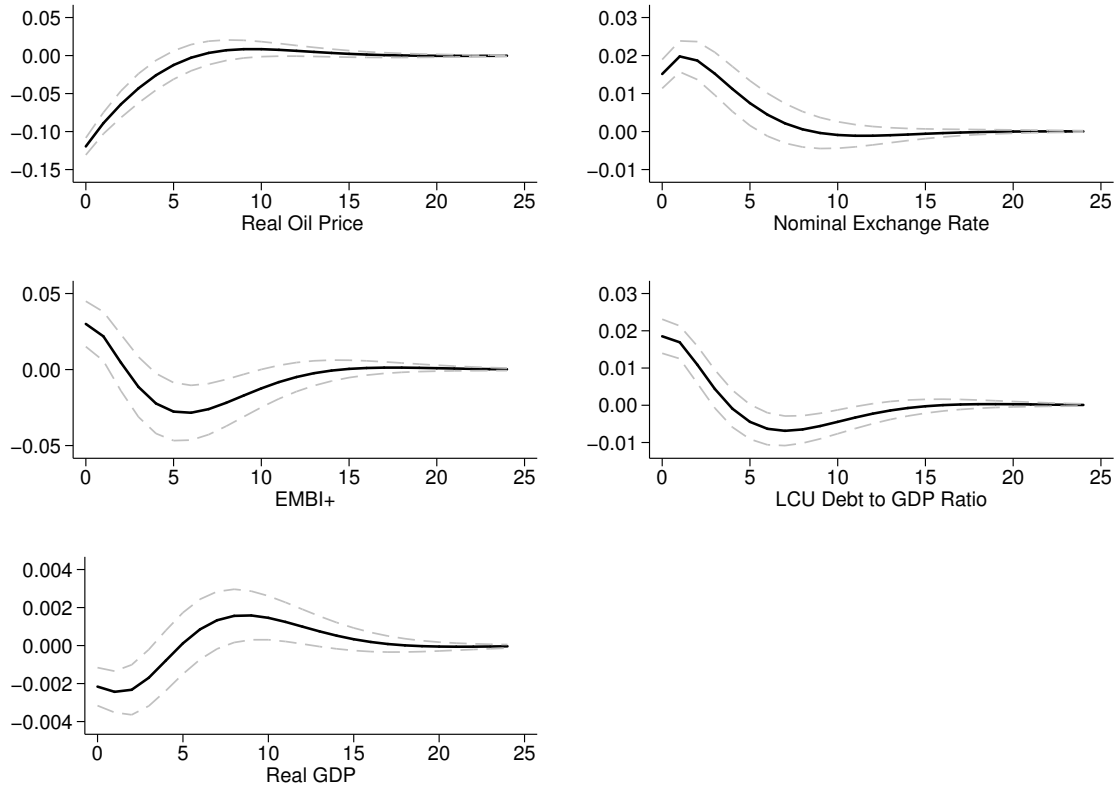 0.05
0.00
−0.05
−0.10
−0.15
0 5 10 15 20 25
Real Oil Price
0.03
0.02
0.01
0.00
−0.01
0 5 10 15 20 25
Nominal Exchange Rate
0.05
0.00
−0.05
0 5 10 15 20 25
EMBI+
0.03
0.02
0.01
0.00
−0.01
0 5 10 15 20 25
LCU Debt to GDP Ratio
0.004
0.002
0.000
−0.002
−0.004
0 5 10 15 20 25
Real GDP